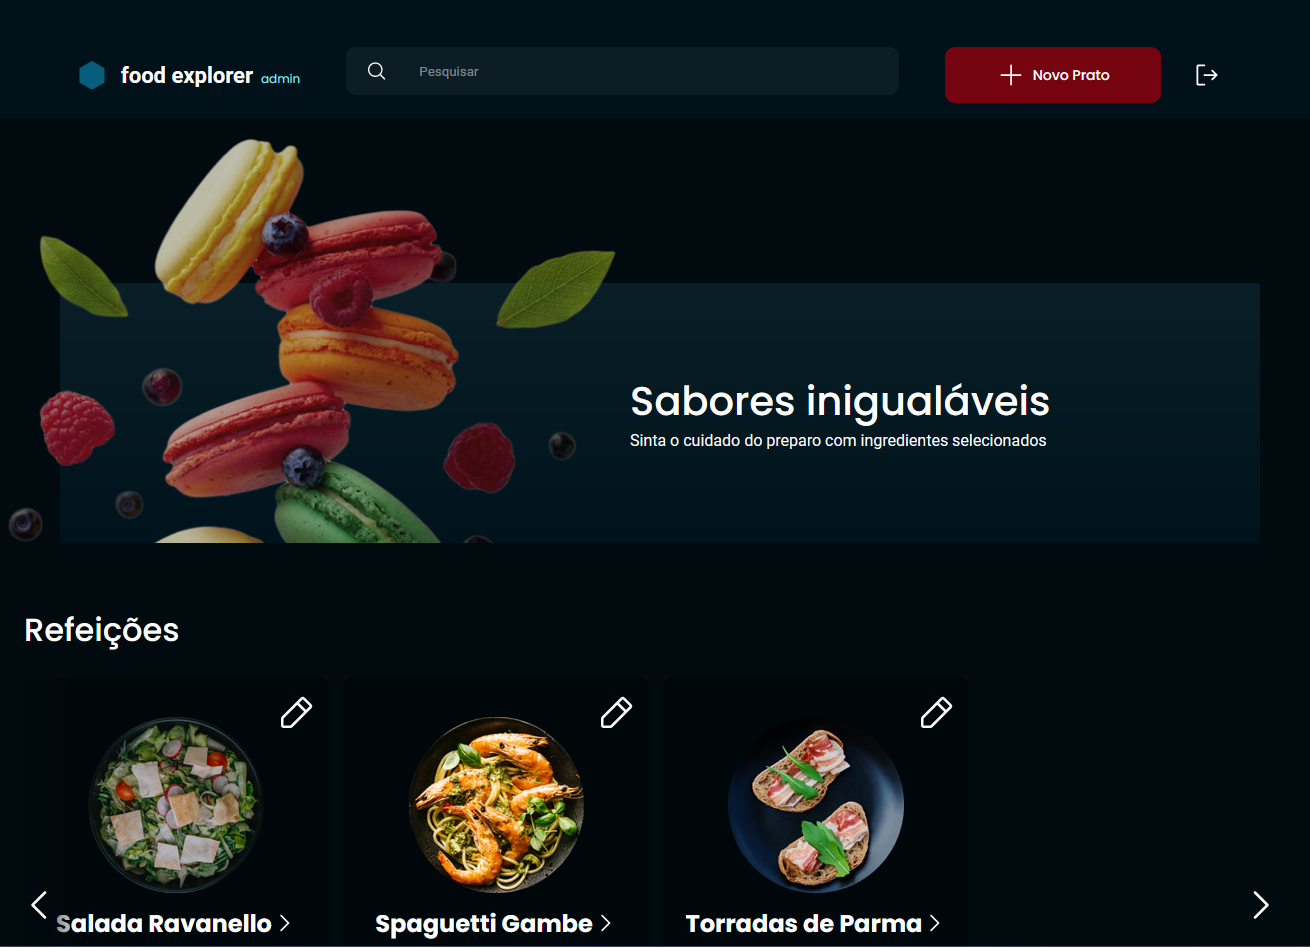 food explorer admin
Pesquisar
Novo Prato
Sabores inigualáveis
Sinta o cuidado do preparo com ingredientes selecionados
Refeições
Salada Ravanello
Spaguetti Gambe
Torradas de Parma